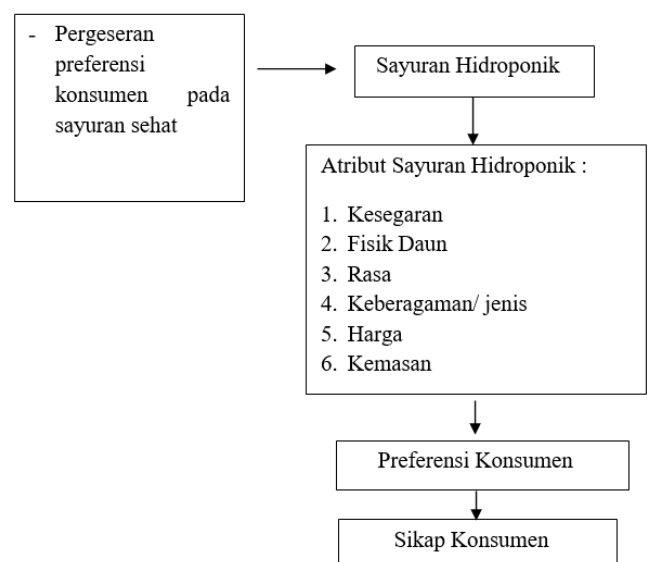 - Pergeseran
preferensi
konsumen pada
sayuran sehat
Sayuran Hidroponik
Atribut Sayuran Hidroponik :
1. Kesegaran
2. Fisik Daun
3. Rasa
4. Keberagaman/ jenis
5. Harga
6. Kemasan
Preferensi Konsumen
Sikap Konsumen